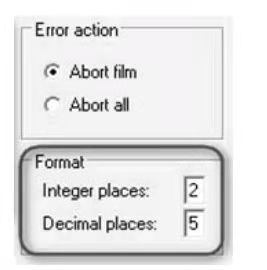 Error action
Abort film
Abort all
Format
Integer places: 2
Decimal places: 5